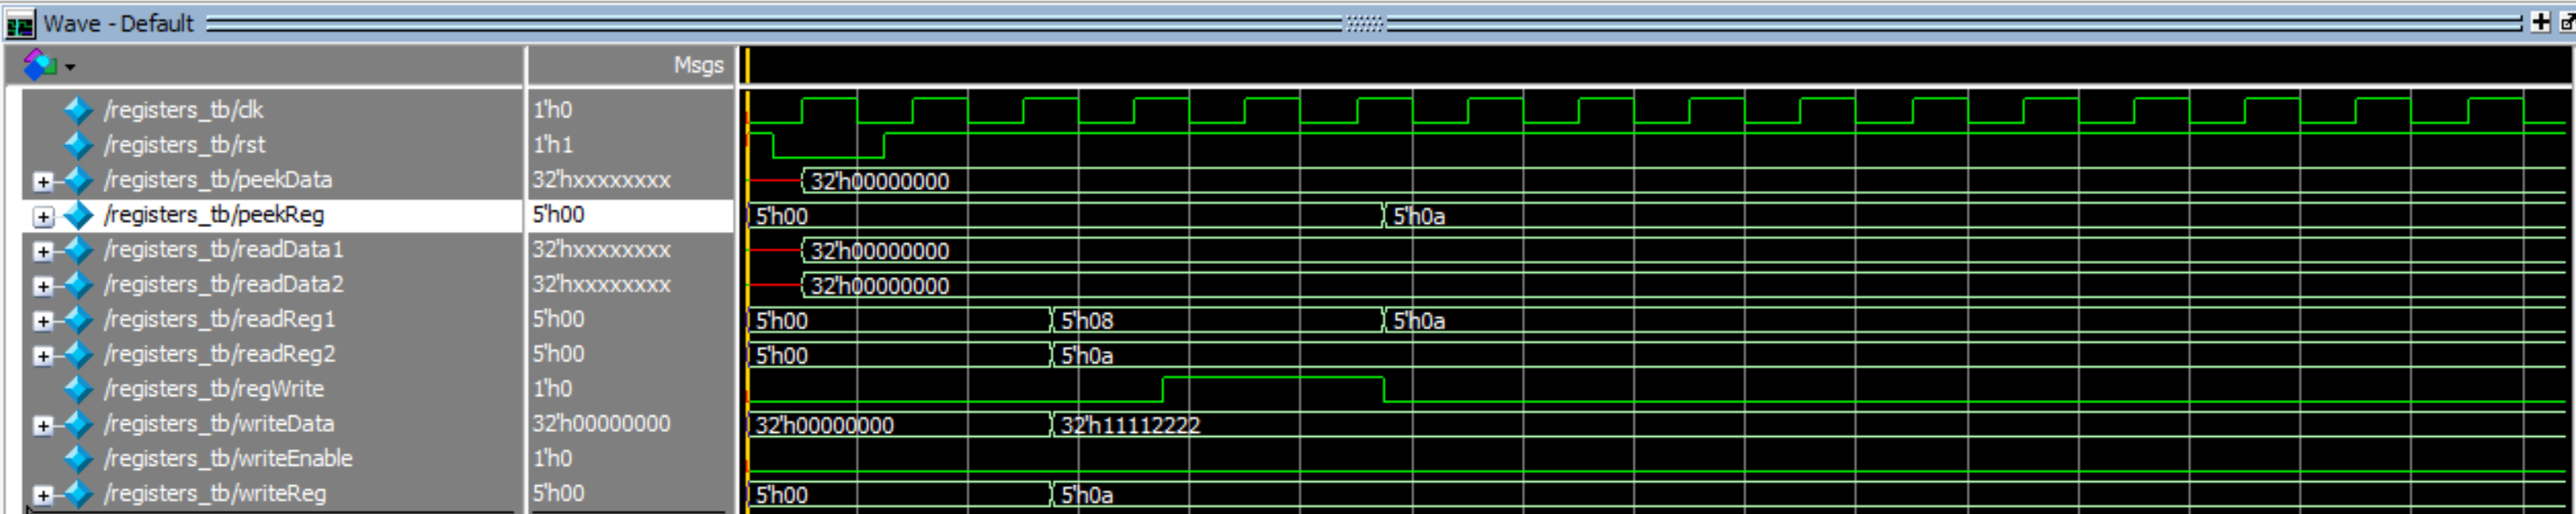 Wave - Default
Msgs
/registers_tb/clk 1'h0
/registers_tb/rst 1'h1
/registers_tb/peekData 32'hxxxxxxxx 32'h00000000
/registers_tb/peekReg 5'h00 5'h00 5'h0a
/registers_tb/readData1 32'hxxxxxxxx 32'h00000000
/registers_tb/readData2 32'hxxxxxxxx 32'h00000000
/registers_tb/readReg1 5'h00 5'h00 5'h08 5'h0a
/registers_tb/readReg2 5'h00 5'h00 5'h0a
/registers_tb/regWrite 1'h0
/registers_tb/writeData 32'h00000000 32'h00000000 32'h11112222
/registers_tb/writeEnable 1'h0
/registers_tb/writeReg 5'h00 5'h00 5'h0a